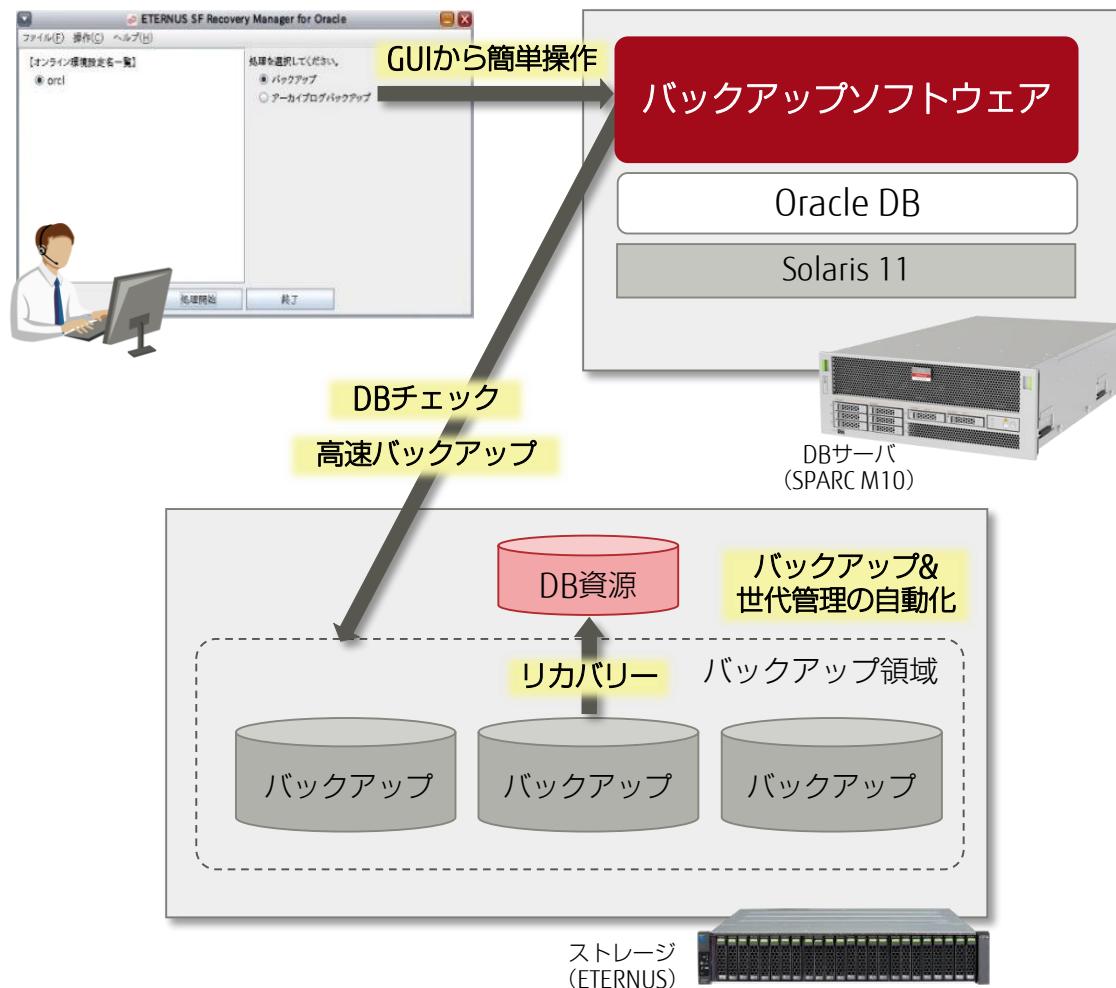 ETERNUS SF Recovery Manager for Oracle
ファイル(F) 操作(C) ヘルプ(H)
【オンライン環境設定名一覧】
orcl
処理を選択してください。
バックアップ
アーカイブログバックアップ
処理開始
終了
GUIから簡単操作
バックアップソフトウェア
Oracle DB
Solaris 11
DBサーバ
（SPARC M10）
DBチェック
高速バックアップ
DB資源
バックアップ&
世代管理の自動化
リカバリー
バックアップ領域
バックアップ
バックアップ
バックアップ
ストレージ
（ETERNUS）